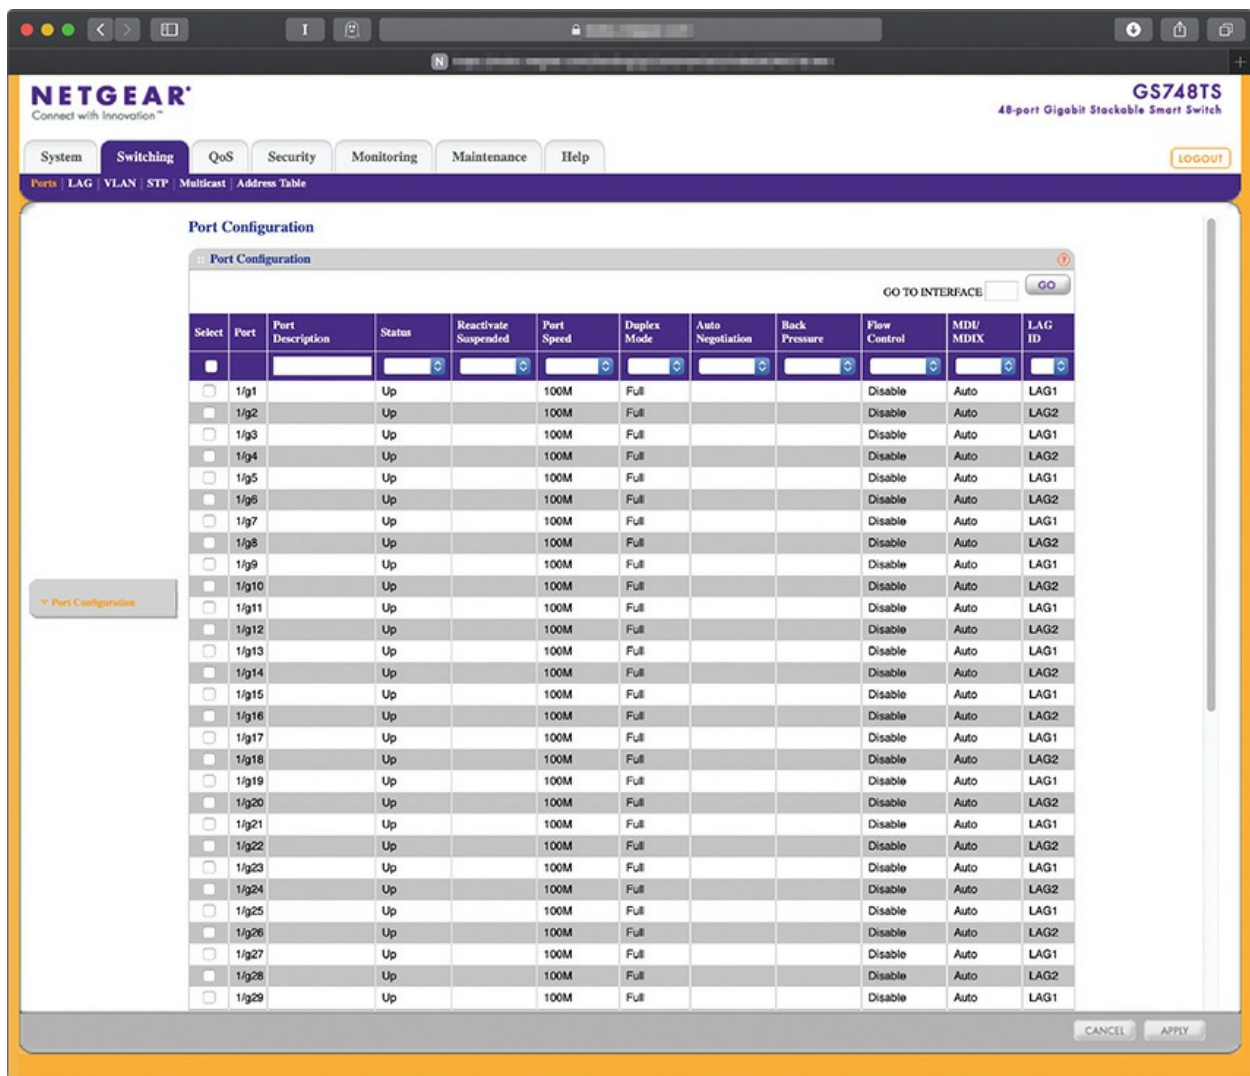 NETGEAR
Connect with Innovation™
GS748TS
48-port Gigabit Stackable Smart Switch
System Switching QoS Security Monitoring Maintenance Help LOGOUT
Ports | LAG | VLAN | STP | Multicast | Address Table
Port Configuration
Port Configuration
GO TO INTERFACE GO
Select Port Port Description Status Reactivate Suspended Port Speed Duplex Mode Auto Negotiation Back Pressure Flow Control MDI/ MDIX LAG ID
1/g1 Up 100M Full Disable Auto LAG1
1/g2 Up 100M Full Disable Auto LAG2
1/g3 Up 100M Full Disable Auto LAG1
1/g4 Up 100M Full Disable Auto LAG2
1/g5 Up 100M Full Disable Auto LAG1
1/g6 Up 100M Full Disable Auto LAG2
1/g7 Up 100M Full Disable Auto LAG1
1/g8 Up 100M Full Disable Auto LAG2
1/g9 Up 100M Full Disable Auto LAG1
1/g10 Up 100M Full Disable Auto LAG2
Port Configuration
1/g11 Up 100M Full Disable Auto LAG1
1/g12 Up 100M Full Disable Auto LAG2
1/g13 Up 100M Full Disable Auto LAG1
1/g14 Up 100M Full Disable Auto LAG2
1/g15 Up 100M Full Disable Auto LAG1
1/g16 Up 100M Full Disable Auto LAG2
1/g17 Up 100M Full Disable Auto LAG1
1/g18 Up 100M Full Disable Auto LAG2
1/g19 Up 100M Full Disable Auto LAG1
1/g20 Up 100M Full Disable Auto LAG2
1/g21 Up 100M Full Disable Auto LAG1
1/g22 Up 100M Full Disable Auto LAG2
1/g23 Up 100M Full Disable Auto LAG1
1/g24 Up 100M Full Disable Auto LAG2
1/g25 Up 100M Full Disable Auto LAG1
1/g26 Up 100M Full Disable Auto LAG2
1/g27 Up 100M Full Disable Auto LAG1
1/g28 Up 100M Full Disable Auto LAG2
1/g29 Up 100M Full Disable Auto LAG1
CANCEL APPLY